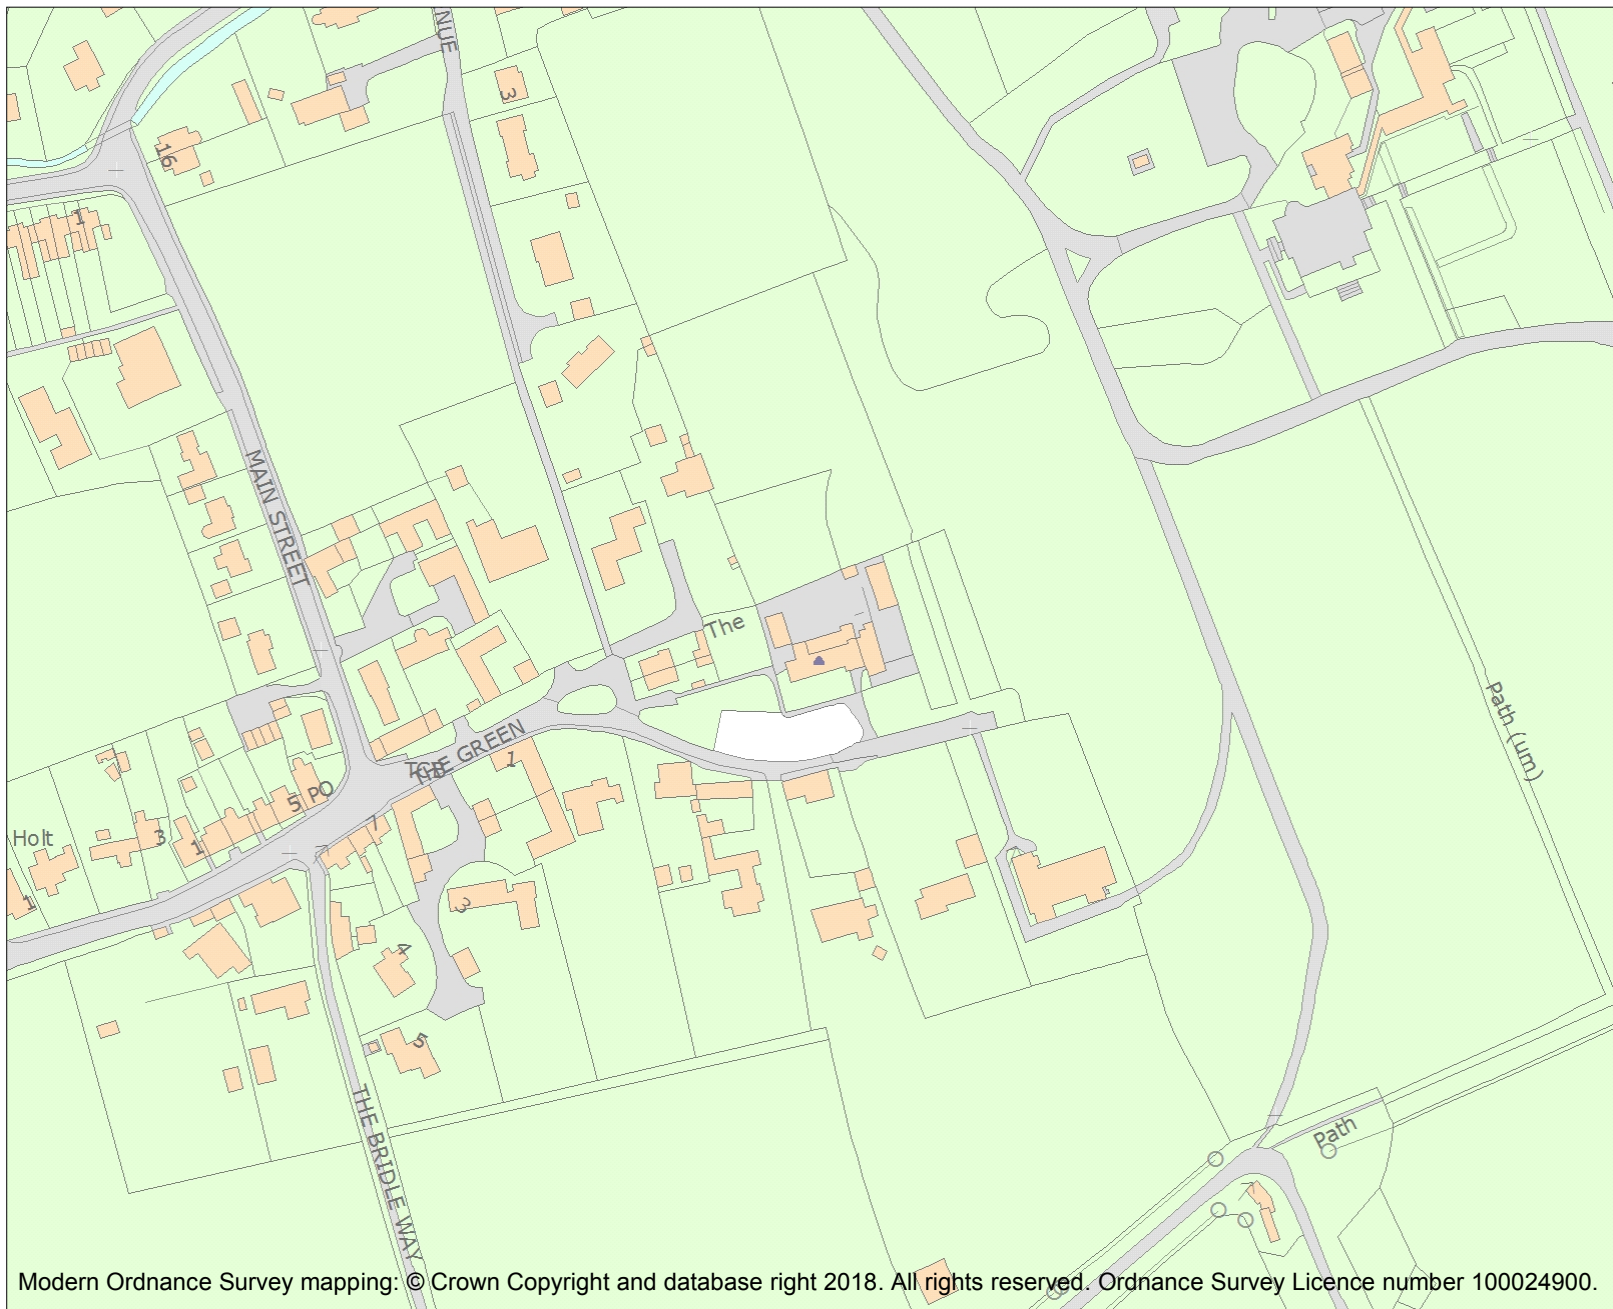 NUE
3
16
1
MAIN STREET
The
Path (um)
THE GREEN
TCB
1
5 PO
7
Holt
3
1
1
3
4
5
THE BRIDLE WAY
Path
Modern Ordnance Survey mapping: © Crown Copyright and database right 2018. All rights reserved. Ordnance Survey Licence number 100024900.